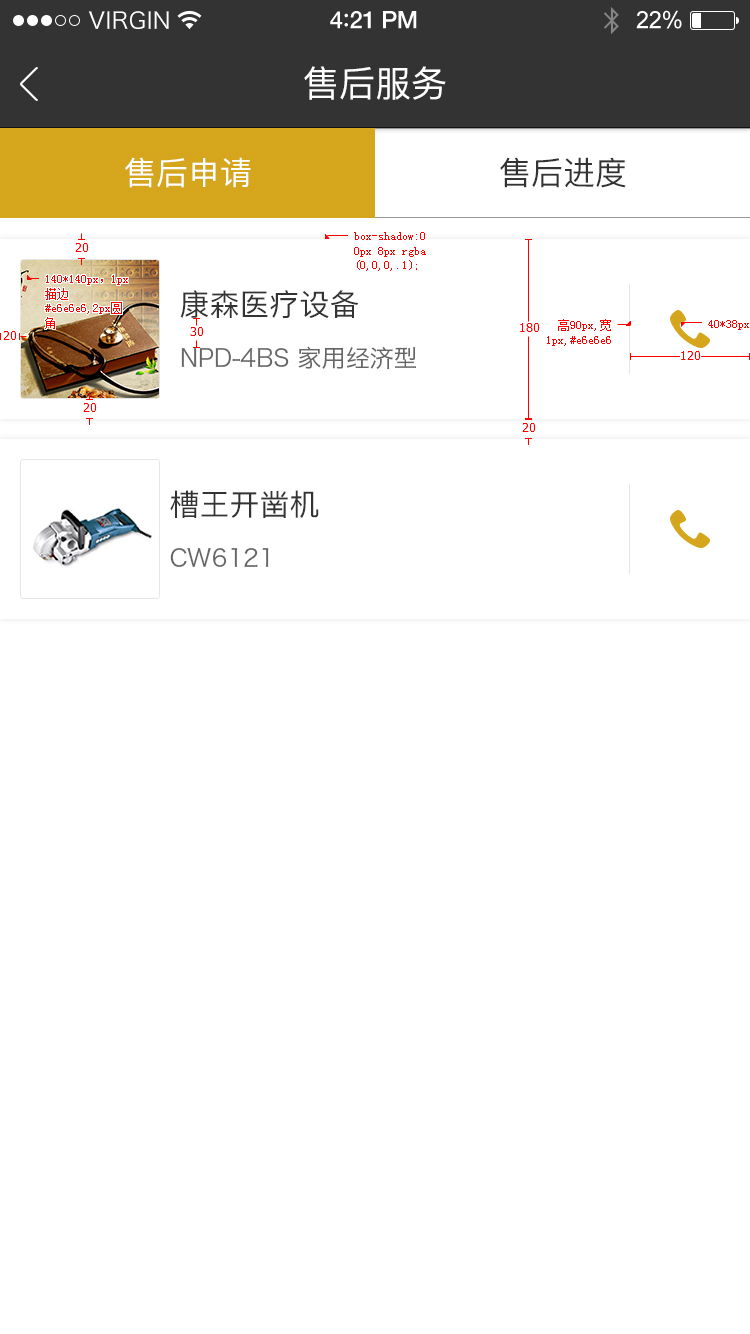 VIRGIN 4:21 PM 22%
售后服务
售后申请 售后进度
20
box-shadow:0
0px 8px rgba
(0,0,0,.1);
140*140px, 1px
描边
#e6e6e6,2px圆
角
20
康森医疗设备
30
NPD-4BS 家用经济型
20
180
高90px,宽
1px,#e6e6e6
40*38px
120
20
槽王开凿机
CW6121